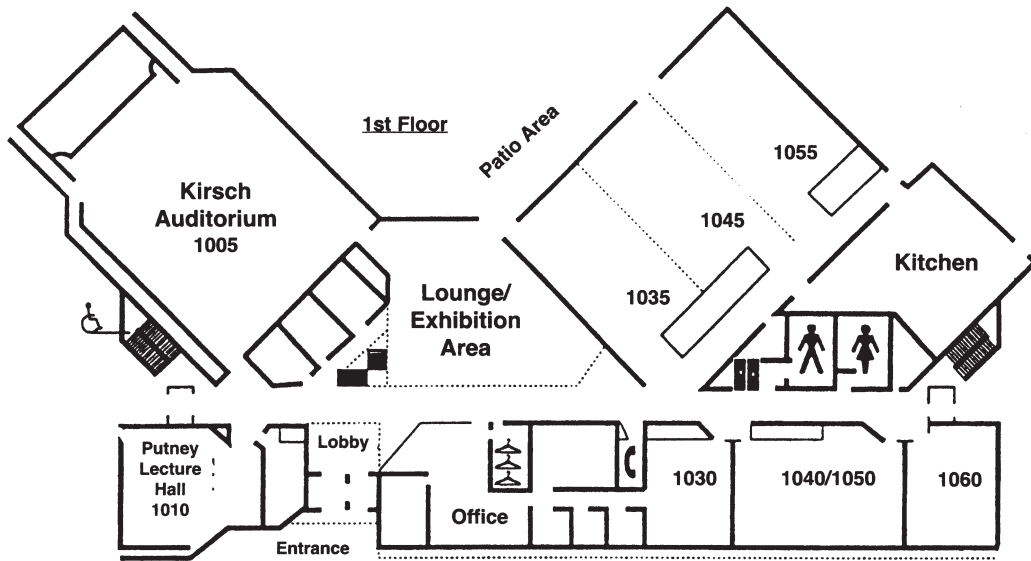 1st Floor
Patio Area
Kirsch
Auditorium
1005
1055
1045
1035
Kitchen
Lounge/
Exhibition
Area
Putney
Lecture
Hall
1010
Lobby
Office
1030
1040/1050
1060
Entrance